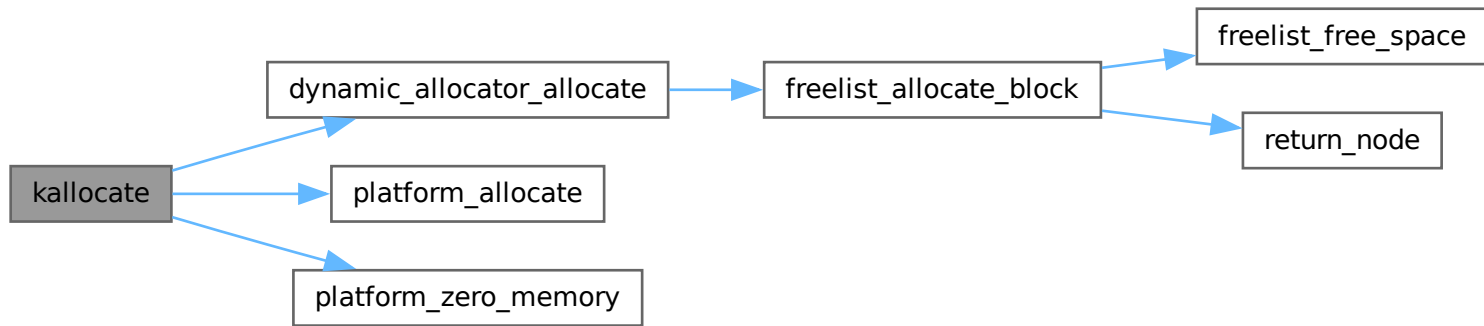 freelist_free_space
dynamic_allocator_allocate
freelist_allocate_block
return_node
kallocate
platform_allocate
platform_zero_memory